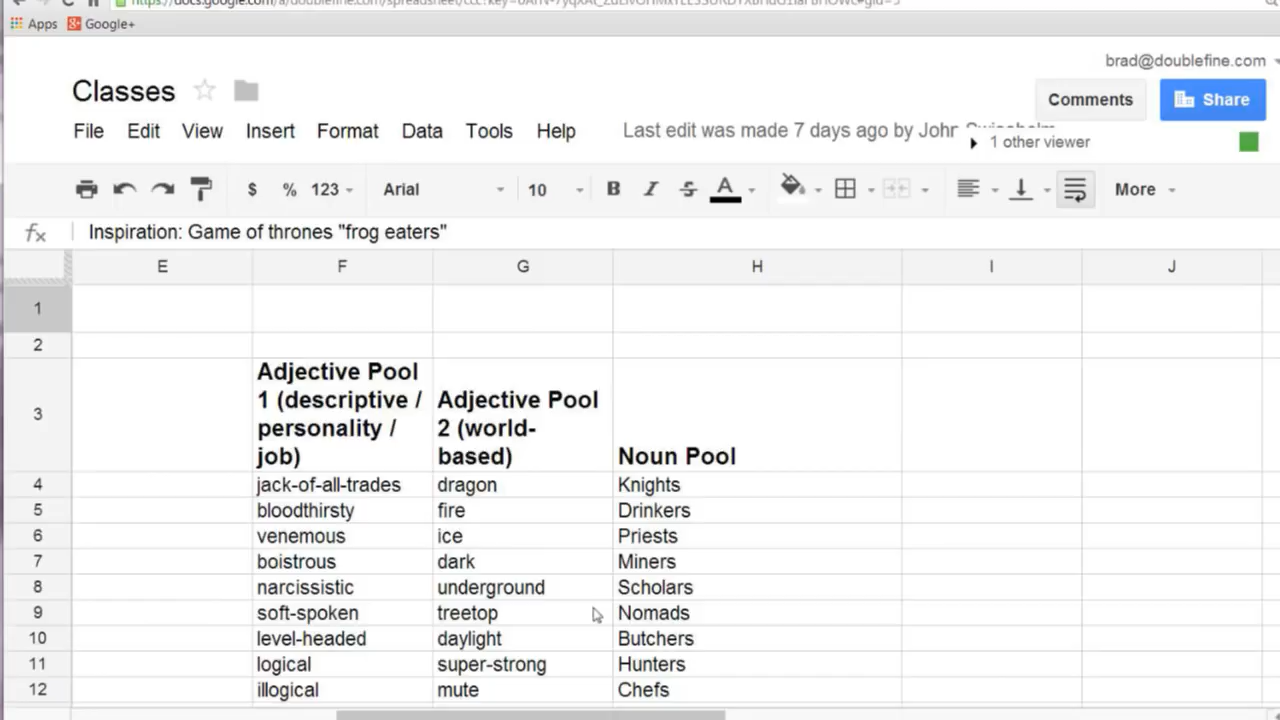 Apps Google+
brad@doublefine.com
Classes
Comments Share
File Edit View Insert Format Data Tools Help Last edit was made 7 days ago by John
1 other viewer
$ % 123 Arial 10 B I S A More
fx Inspiration: Game of thrones "frog eaters"
E F G H I J
1
2
3 Adjective Pool 1 (descriptive / personality / job) Adjective Pool 2 (world-based) Noun Pool
4 jack-of-all-trades dragon Knights
5 bloodthirsty fire Drinkers
6 venemous ice Priests
7 boistrous dark Miners
8 narcissistic underground Scholars
9 soft-spoken treetop Nomads
10 level-headed daylight Butchers
11 logical super-strong Hunters
12 illogical mute Chefs